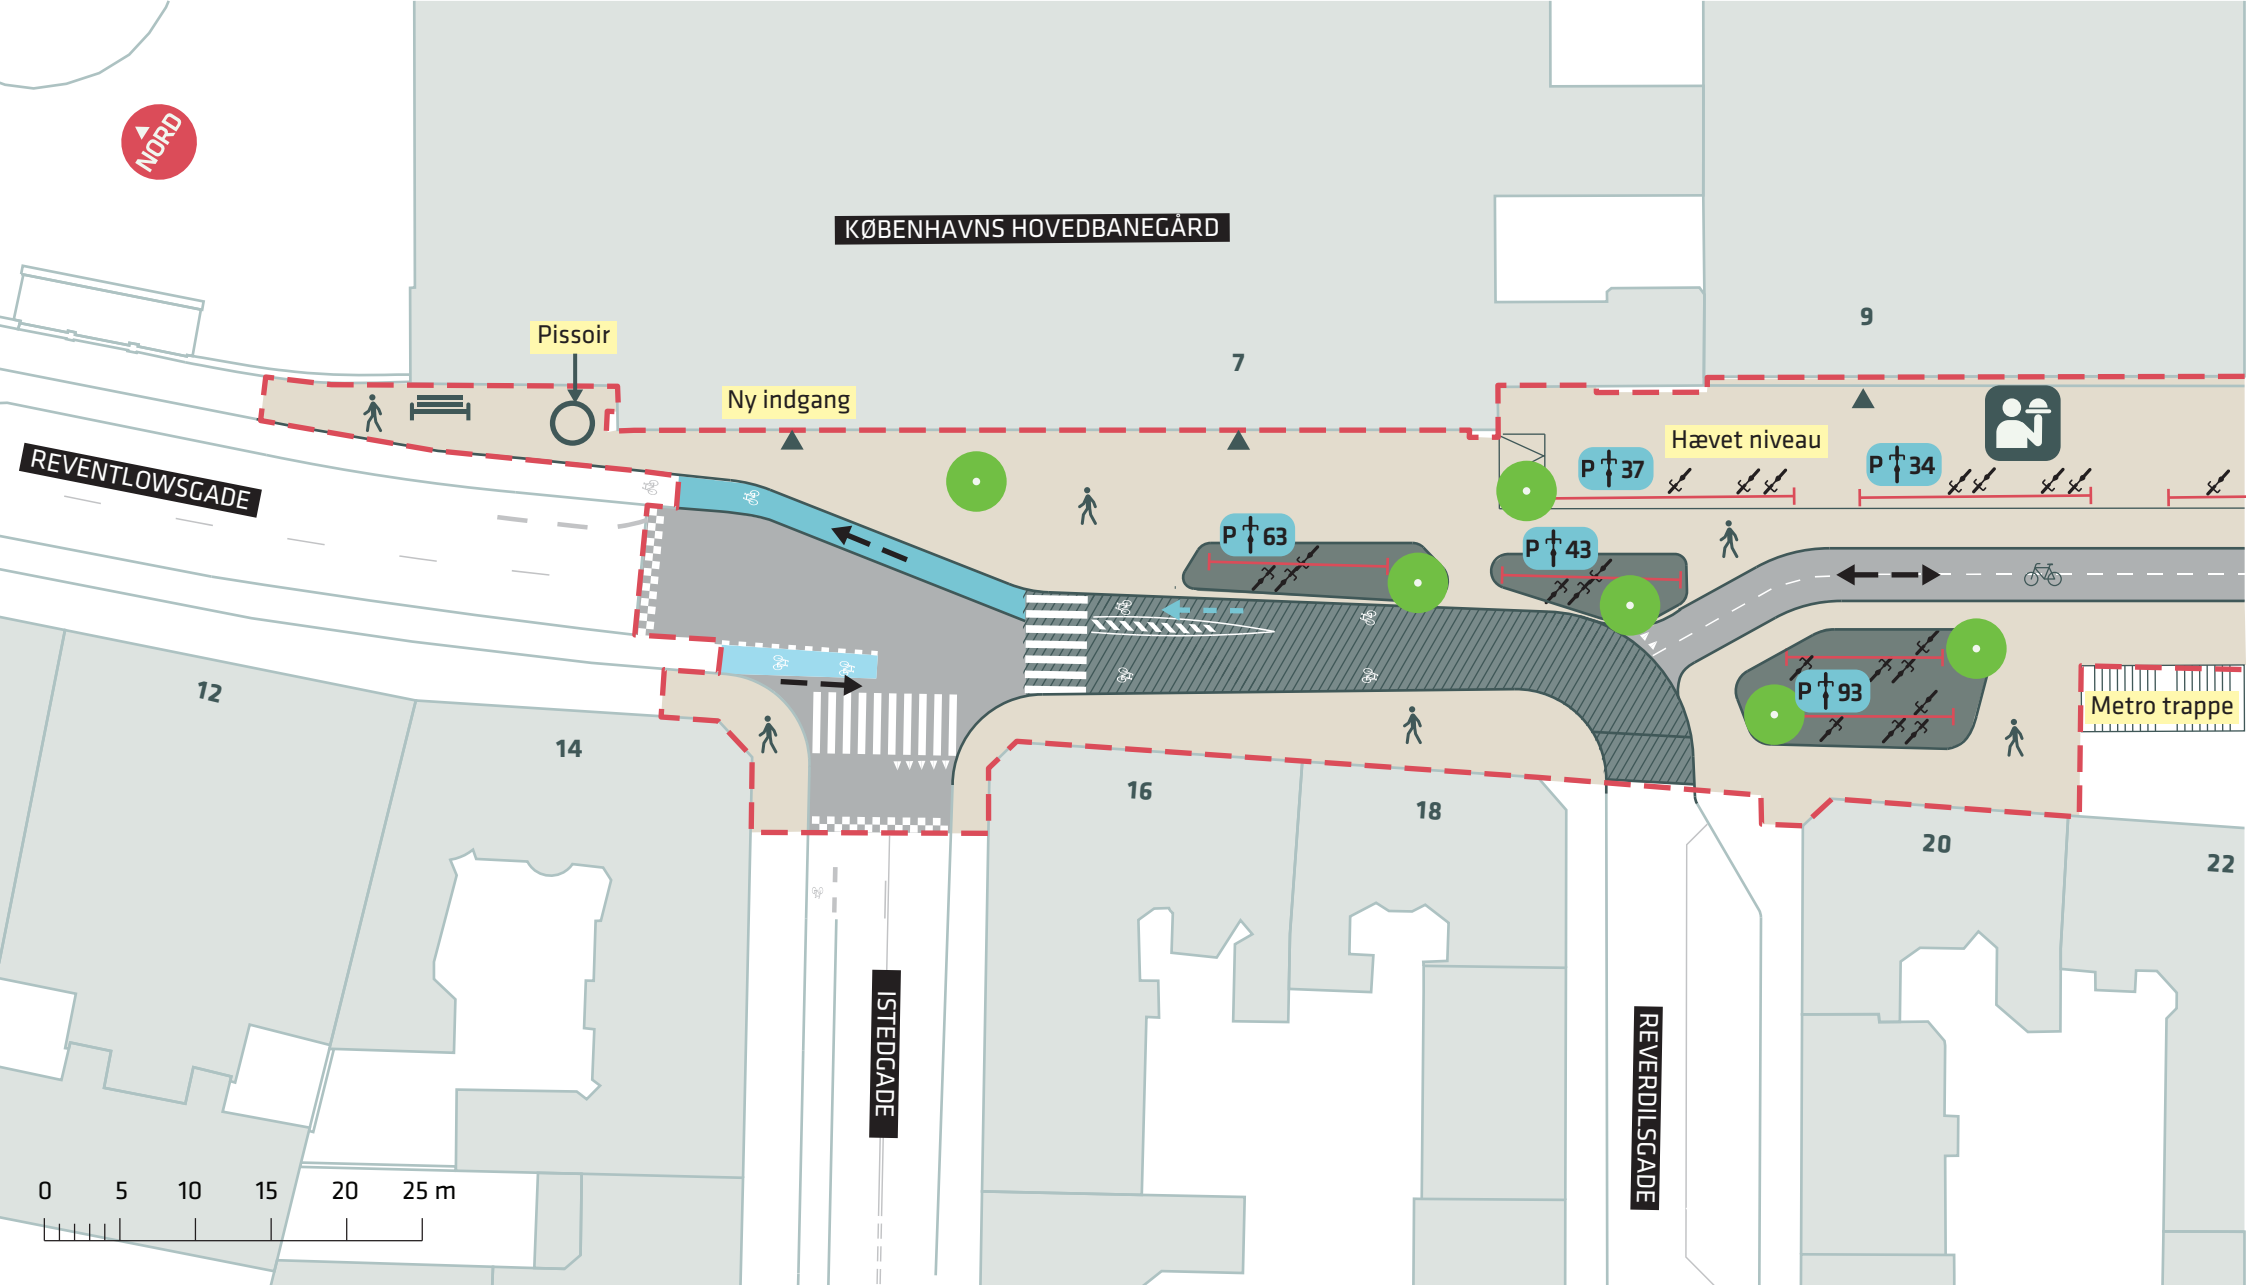 NORD
KØBENHAVNS HOVEDBANEGÅRD
9
Pissoir
7
Ny indgang
Hævet niveau
P 37
P 34
REVENTLOWSGADE
P 63
P 43
12
P 93
Metro trappe
14
16
18
20
22
ISTEDGADE
REVERDILSGADE
0 5 10 15 20 25 m